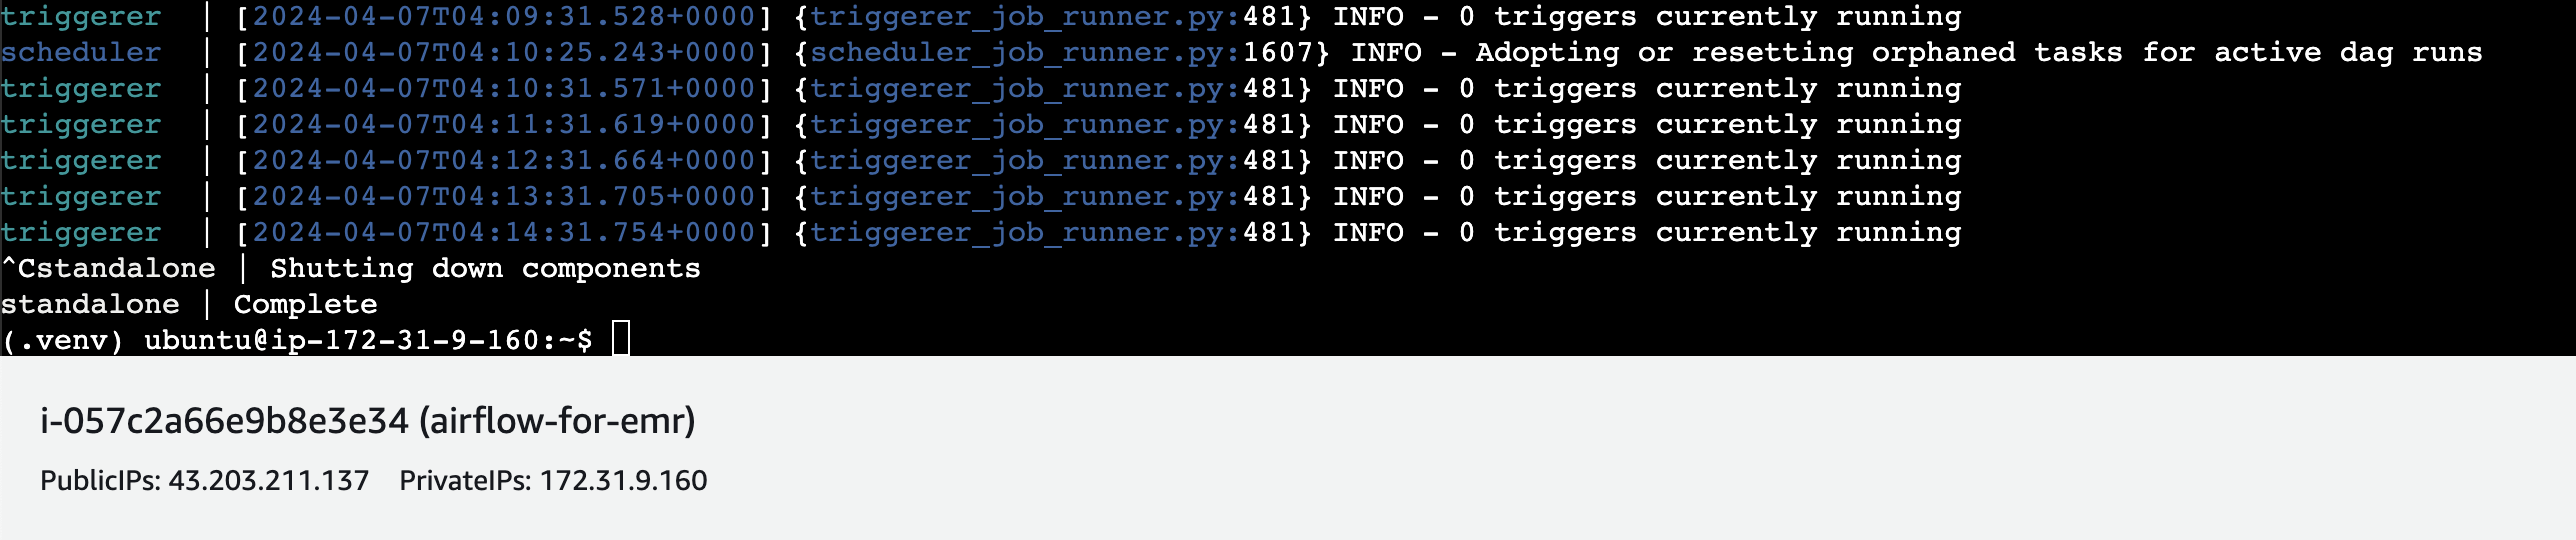 triggerer | [2024-04-07T04:09:31.528+0000] {triggerer_job_runner.py:481} INFO - 0 triggers currently running
scheduler | [2024-04-07T04:10:25.243+0000] {scheduler_job_runner.py:1607} INFO - Adopting or resetting orphaned tasks for active dag runs
triggerer | [2024-04-07T04:10:31.571+0000] {triggerer_job_runner.py:481} INFO - 0 triggers currently running
triggerer | [2024-04-07T04:11:31.619+0000] {triggerer_job_runner.py:481} INFO - 0 triggers currently running
triggerer | [2024-04-07T04:12:31.664+0000] {triggerer_job_runner.py:481} INFO - 0 triggers currently running
triggerer | [2024-04-07T04:13:31.705+0000] {triggerer_job_runner.py:481} INFO - 0 triggers currently running
triggerer | [2024-04-07T04:14:31.754+0000] {triggerer_job_runner.py:481} INFO - 0 triggers currently running
^Cstandalone | Shutting down components
standalone | Complete
(.venv) ubuntu@ip-172-31-9-160:~$
i-057c2a66e9b8e3e34 (airflow-for-emr)
PublicIPs: 43.203.211.137 PrivateIPs: 172.31.9.160